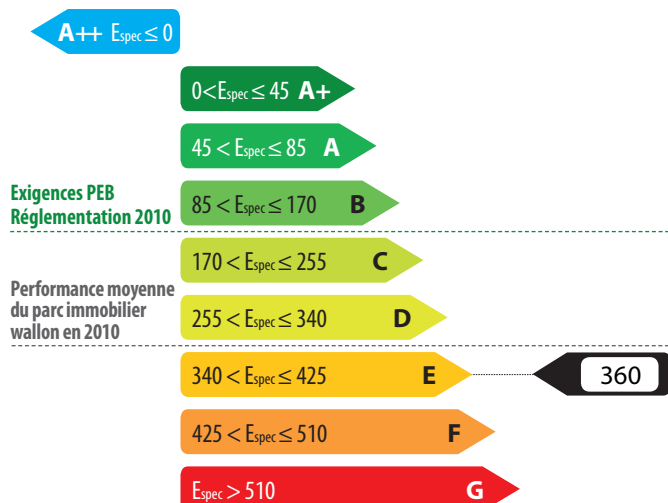 A++ Espec ≤ 0
0<Espec ≤ 45 A+
45 < Espec ≤ 85 A
Exigences PEB
Réglementation 2010
85 < Espec ≤ 170 B
170 < Espec ≤ 255 C
Performance moyenne
du parc immobilier
wallon en 2010
255 < Espec ≤ 340 D
340 < Espec ≤ 425 E
360
425 < Espec ≤ 510 F
Espec > 510 G